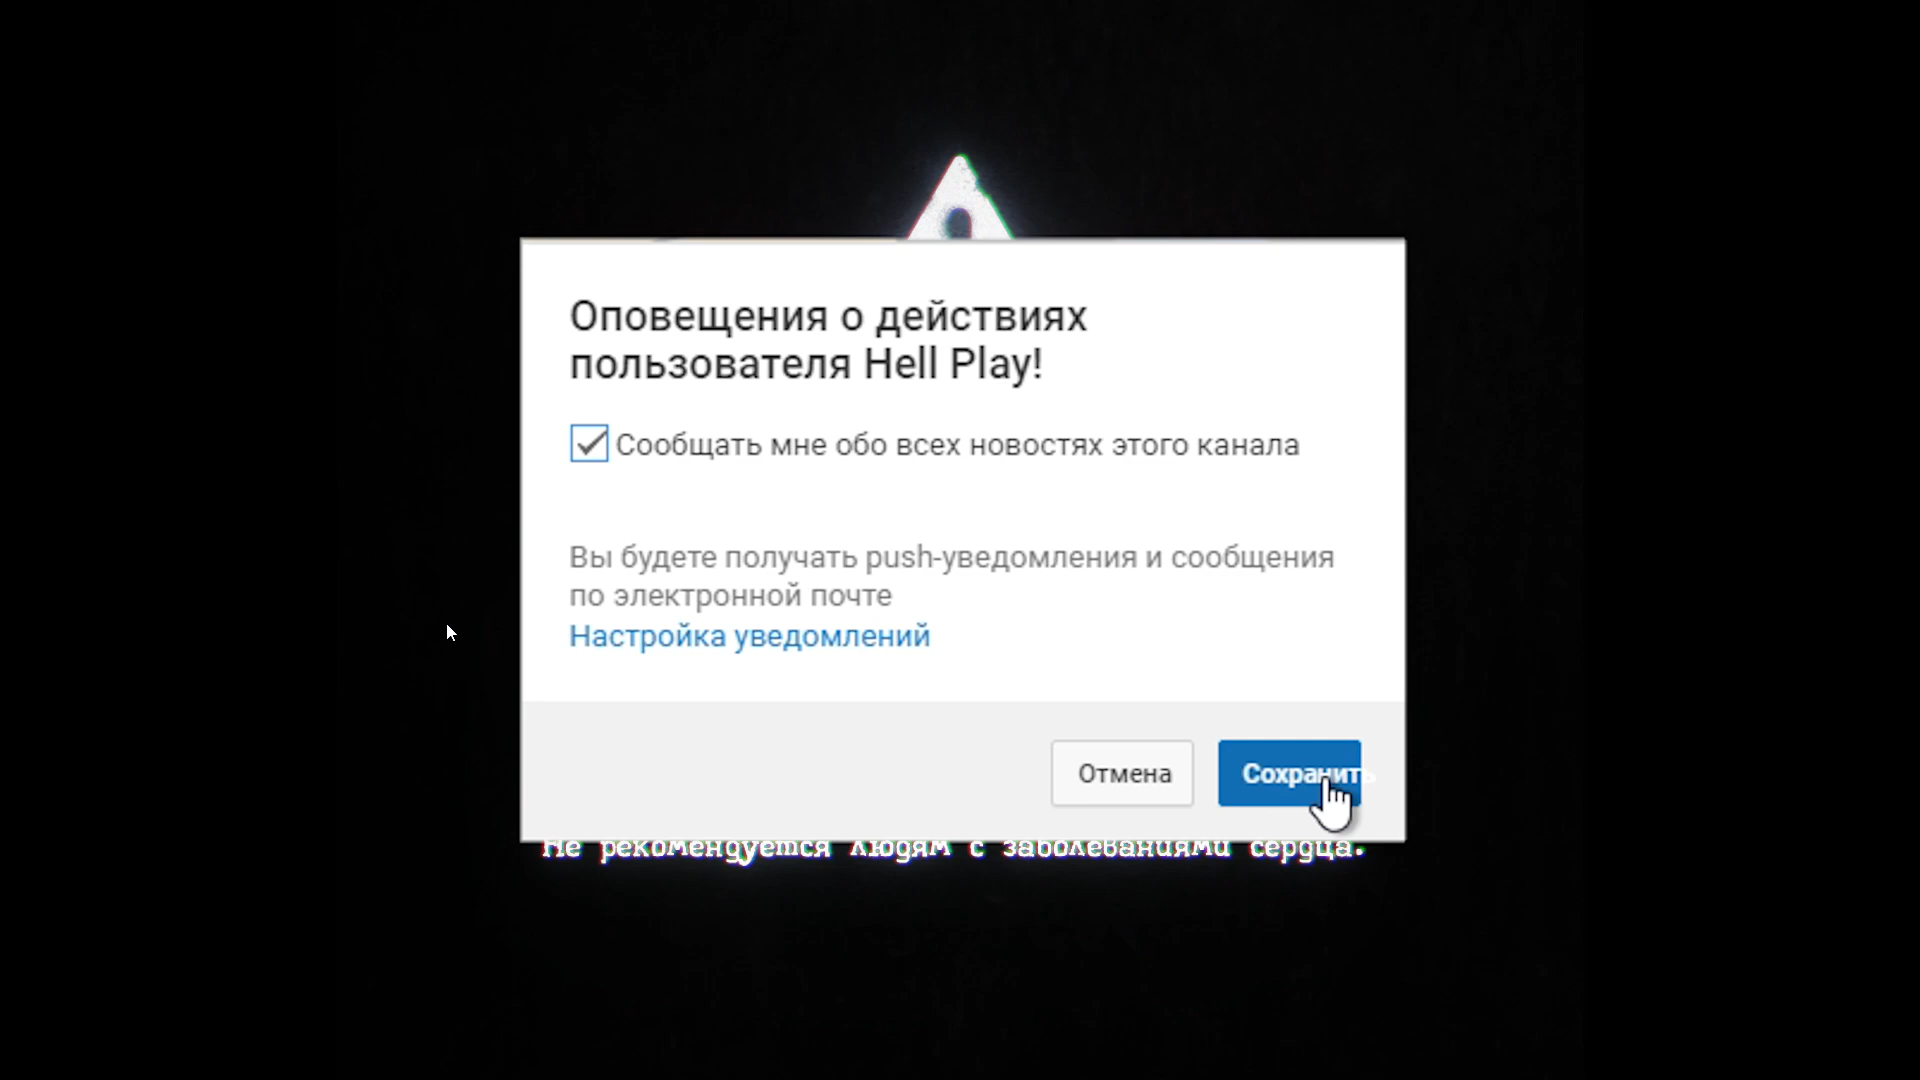 Оповещения о действиях
пользователя Hell Play!
Сообщать мне обо всех новостях этого канала
Вы будете получать push-уведомления и сообщения
по электронной почте
Настройка уведомлений
Отмена
Сохранить
Не рекомендуется людям с заболеваниями сердца.